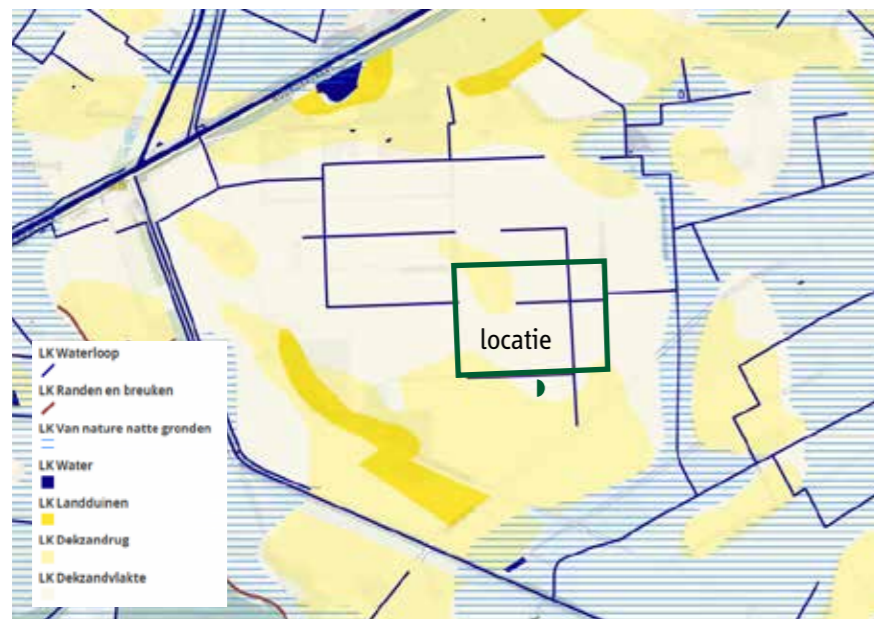 locatie
LK Waterloop
LK Randen en breuken
LK Van nature natte gronden
LK Water
LK Landduinen
LK Dekzandrug
LK Dekzandvlakte